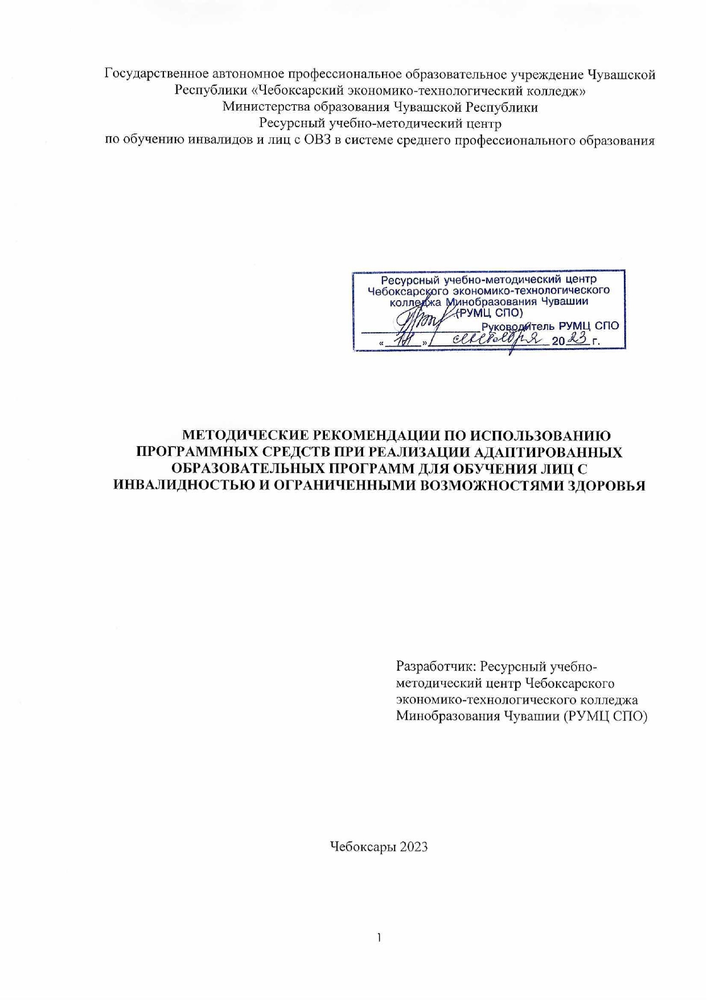 Государственное автономное профессиональное образовательное учреждение Чувашской
Республики «Чебоксарский экономико-технологический колледж»
Министерства образования Чувашской Республики
Ресурсный учебно-методический центр
по обучению инвалидов и лиц с ОВЗ в системе среднего профессионального образования
Ресурсный учебно-методический центр
Чебоксарского экономико-технологического
колледжа Минобразования Чувашии
(РУМЦ СПО)
Руководитель РУМЦ СПО
« » сентября 2023 г.
МЕТОДИЧЕСКИЕ РЕКОМЕНДАЦИИ ПО ИСПОЛЬЗОВАНИЮ
ПРОГРАММНЫХ СРЕДСТВ ПРИ РЕАЛИЗАЦИИ АДАПТИРОВАННЫХ
ОБРАЗОВАТЕЛЬНЫХ ПРОГРАММ ДЛЯ ОБУЧЕНИЯ ЛИЦ С
ИНВАЛИДНОСТЬЮ И ОГРАНИЧЕННЫМИ ВОЗМОЖНОСТЯМИ ЗДОРОВЬЯ
Разработчик: Ресурсный учебно-
методический центр Чебоксарского
экономико-технологического колледжа
Минобразования Чувашии (РУМЦ СПО)
Чебоксары 2023
1